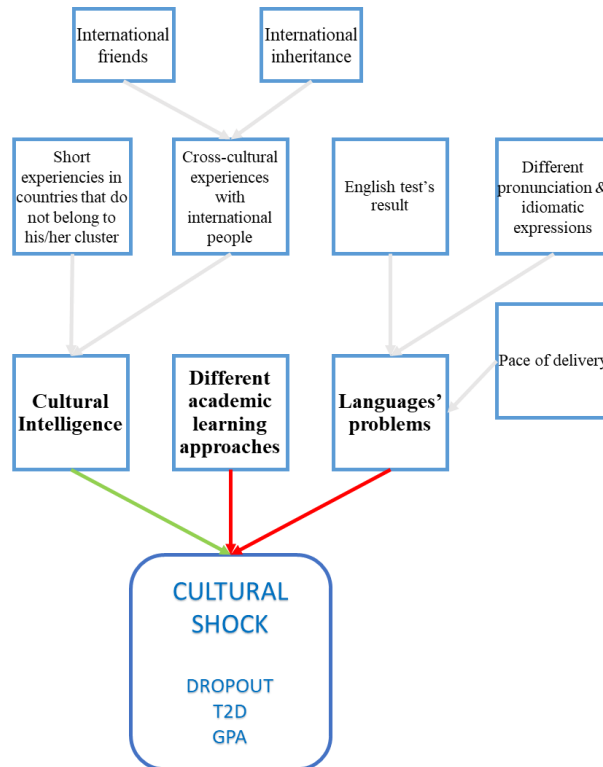 International
friends
International
inheritance
Short
experiencies in
countries that do
not belong to
his/her cluster
Cross-cultural
experiences with
international
people
English test's
result
Different
pronunciation &
idiomatic
expressions
Pace of delivery
Cultural
Intelligence
Different
academic
learning
approaches
Languages’
problems
CULTURAL
SHOCK
DROPOUT
T2D
GPA